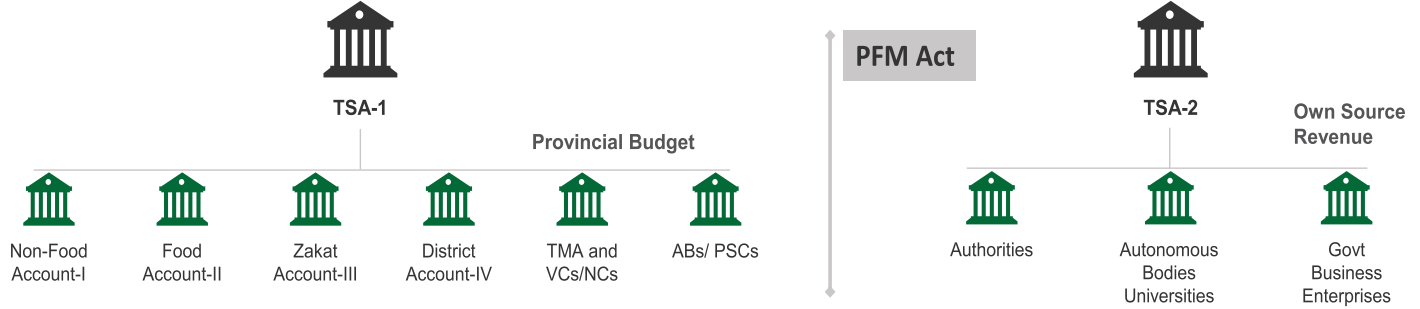 TSA-1
Provincial Budget
Non-Food
Account-I
Food
Account-II
Zakat
Account-III
District
Account-IV
TMA and
VCs/NCs
ABs/ PSCs
PFM Act
TSA-2
Own Source
Revenue
Authorities
Autonomous
Bodies
Universities
Govt
Business
Enterprises